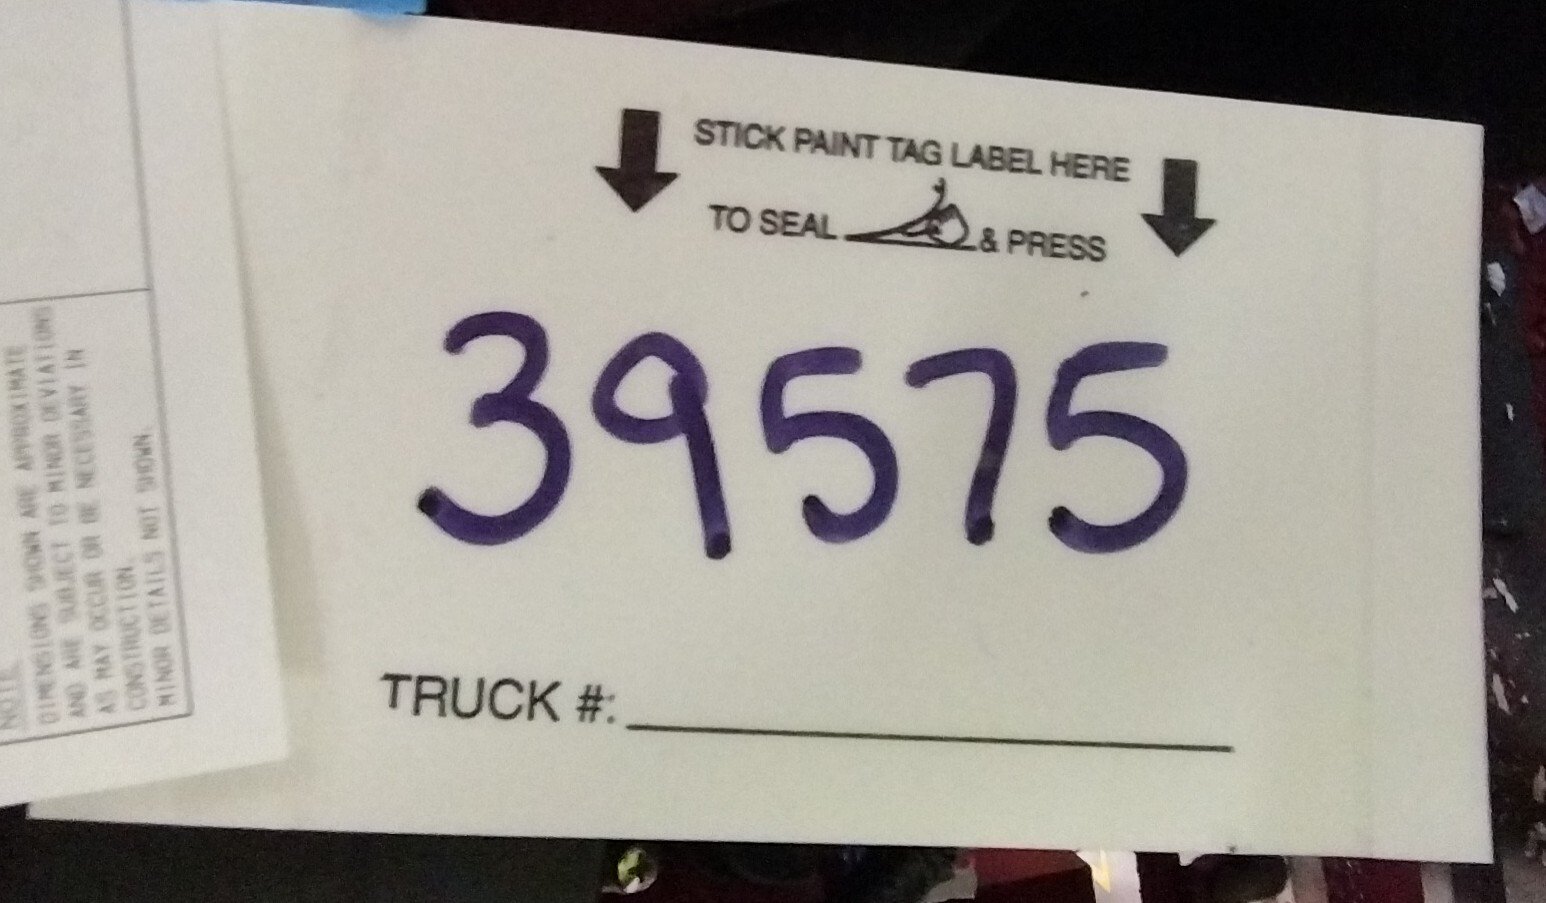 STICK PAINT TAG LABEL HERE
TO SEAL & PRESS
39575
TRUCK #:
NOTE
DIMENSIONS SHOWN ARE APPROXIMATE
AND ARE SUBJECT TO MINOR DEVIATIONS
AS MAY OCCUR OR BE NECESSARY IN
CONSTRUCTION.
MINOR DETAILS NOT SHOWN.